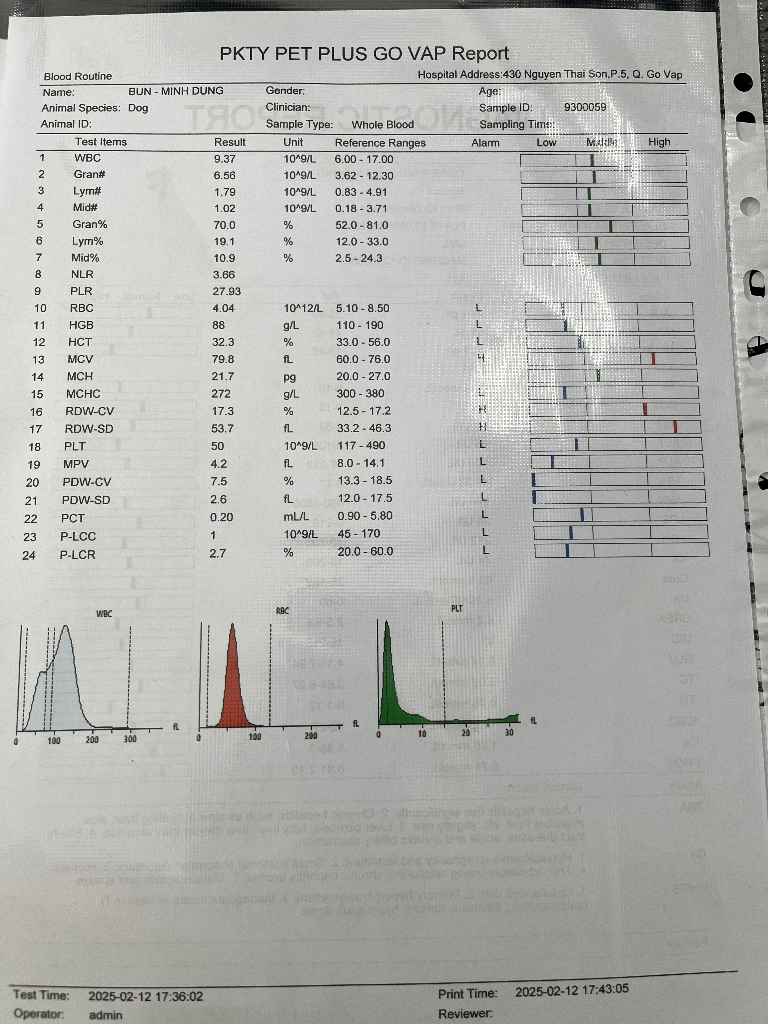 PKTY PET PLUS GO VAP Report
Blood Routine Hospital Address:430 Nguyen Thai Son,P.5, Q. Go Vap
Name: BUN - MINH DUNG Gender: Age:
Animal Species: Dog Clinician: Sample ID: 9300059
Animal ID: Sample Type: Whole Blood Sampling Time:
Test Items Result Unit Reference Ranges Alarm Low Middle High
1 WBC 9.37 10^9/L 6.00 - 17.00
2 Gran# 6.56 10^9/L 3.62 - 12.30
3 Lym# 1.79 10^9/L 0.83 - 4.91
4 Mid# 1.02 10^9/L 0.18 - 3.71
5 Gran% 70.0 % 52.0 - 81.0
6 Lym% 19.1 % 12.0 - 33.0
7 Mid% 10.9 % 2.5 - 24.3
8 NLR 3.66
9 PLR 27.93
10 RBC 4.04 10^12/L 5.10 - 8.50 L
11 HGB 88 g/L 110 - 190 L
12 HCT 32.3 % 33.0 - 56.0 L
13 MCV 79.8 fL 60.0 - 76.0 H
14 MCH 21.7 pg 20.0 - 27.0
15 MCHC 272 g/L 300 - 380 L
16 RDW-CV 17.3 % 12.5 - 17.2 H
17 RDW-SD 53.7 fL 33.2 - 46.3 H
18 PLT 50 10^9/L 117 - 490 L
19 MPV 4.2 fL 8.0 - 14.1 L
20 PDW-CV 7.5 % 13.3 - 18.5 L
21 PDW-SD 2.6 fL 12.0 - 17.5 L
22 PCT 0.20 mL/L 0.90 - 5.80 L
23 P-LCC 1 10^9/L 45 - 170 L
24 P-LCR 2.7 % 20.0 - 60.0 L
WBC RBC PLT
0 100 200 300 fL 0 100 200 fL 0 10 20 30 fL
Test Time: 2025-02-12 17:36:02 Print Time: 2025-02-12 17:43:05
Operator: admin Reviewer: